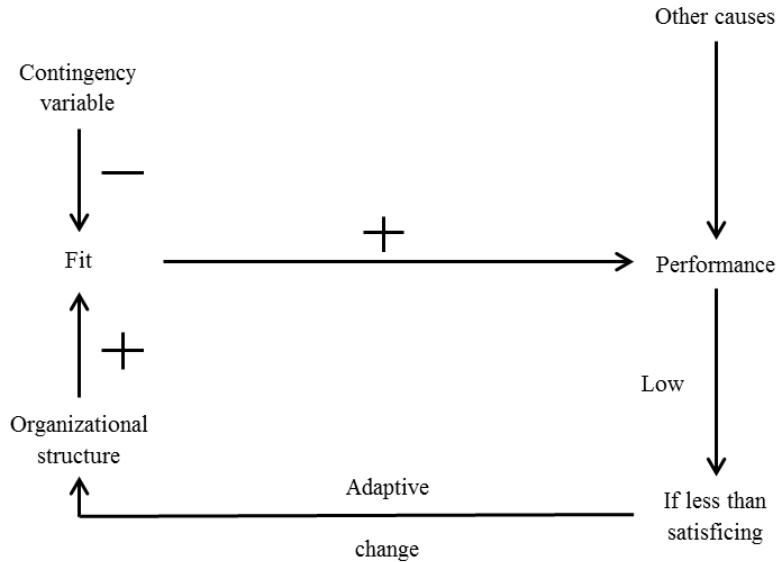 Other causes
Contingency
variable
—
+
Fit
Performance
+
Low
Organizational
structure
Adaptive
If less than
satisficing
change